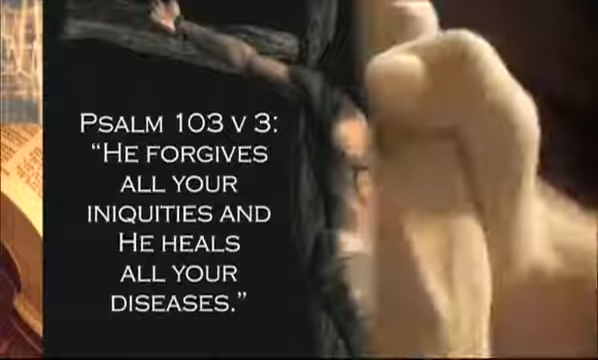 PSALM 103 V 3:
“HE FORGIVES
ALL YOUR
INIQUITIES AND
HE HEALS
ALL YOUR
DISEASES.”